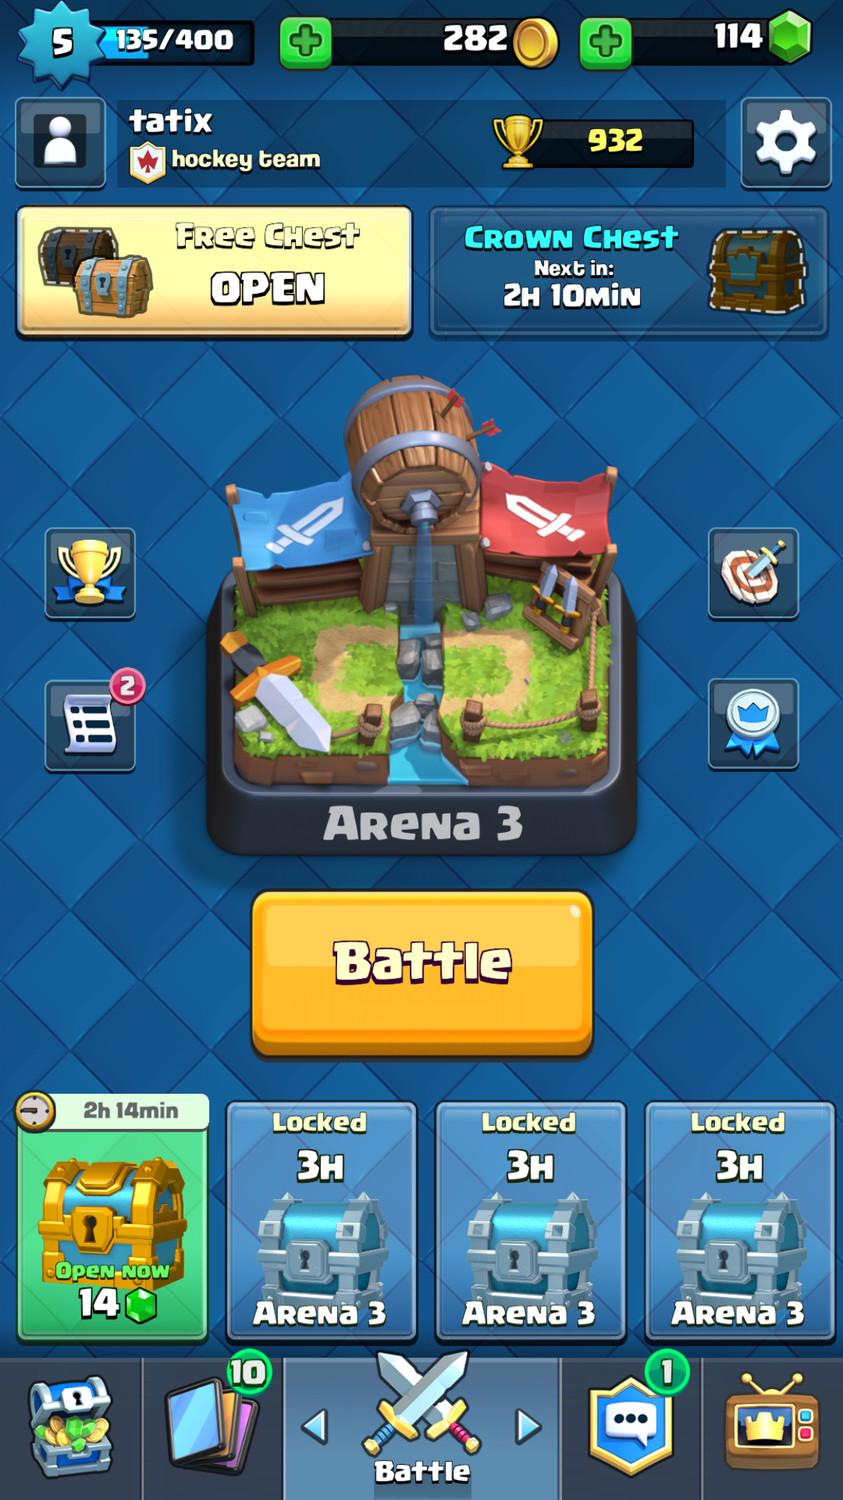 5
135/400
282
114
tatix
hockey team
932
Free Chest
OPEN
Crown Chest
Next in:
2H 10MIN
2
Arena 3
Battle
2H 14MIN
Open now
14
Locked
3H
Arena 3
Locked
3H
Arena 3
Locked
3H
Arena 3
10
1
Battle